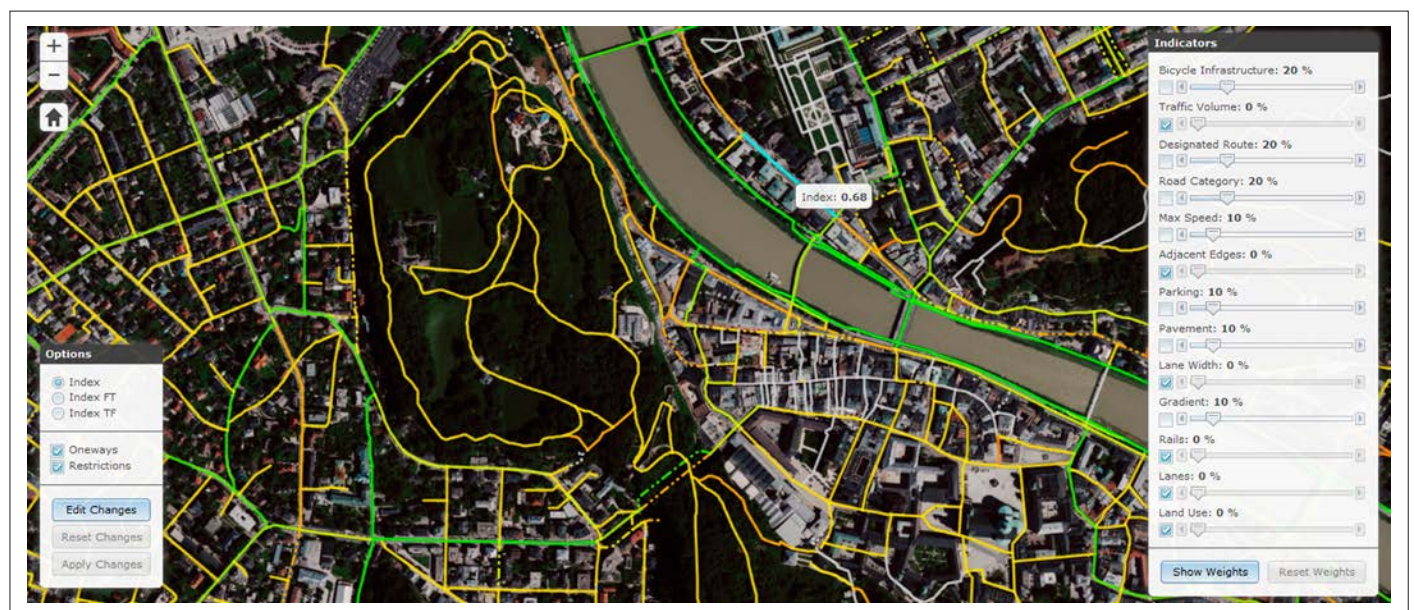 +
−
Index: 0.68
Options
Index
Index FT
Index TF
Oneways
Restrictions
Edit Changes
Reset Changes
Apply Changes
Indicators
Bicycle Infrastructure: 20 %
Traffic Volume: 0 %
Designated Route: 20 %
Road Category: 20 %
Max Speed: 10 %
Adjacent Edges: 0 %
Parking: 10 %
Pavement: 10 %
Lane Width: 0 %
Gradient: 10 %
Rails: 0 %
Lanes: 0 %
Land Use: 0 %
Show Weights Reset Weights